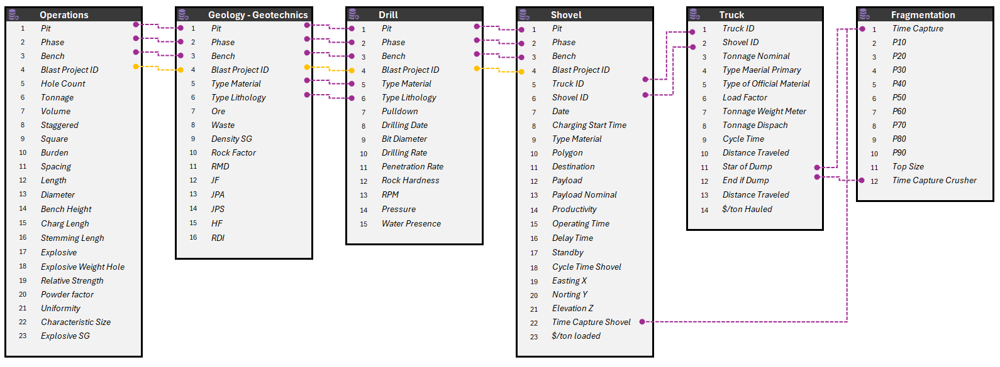 Operations
1 Pit
2 Phase
3 Bench
4 Blast Project ID
5 Hole Count
6 Tonnage
7 Volume
8 Staggered
9 Square
10 Burden
11 Spacing
12 Length
13 Diameter
14 Bench Height
15 Charg Lengh
16 Stemming Lengh
17 Explosive
18 Explosive Weight Hole
19 Relative Strength
20 Powder factor
21 Uniformity
22 Characteristic Size
23 Explosive SG
Geology - Geotechnics
1 Pit
2 Phase
3 Bench
4 Blast Project ID
5 Type Material
6 Type Lithology
7 Ore
8 Waste
9 Density SG
10 Rock Factor
11 RMD
12 JF
13 JPA
14 JPS
15 HF
16 RDI
Drill
1 Pit
2 Phase
3 Bench
4 Blast Project ID
5 Type Material
6 Type Lithology
7 Pulldown
8 Drilling Date
9 Bit Diameter
10 Drilling Rate
11 Penetration Rate
12 Rock Hardness
13 RPM
14 Pressure
15 Water Presence
Shovel
1 Pit
2 Phase
3 Bench
4 Blast Project ID
5 Truck ID
6 Shovel ID
7 Date
8 Charging Start Time
9 Type Material
10 Polygon
11 Destination
12 Payload
13 Payload Nominal
14 Productivity
15 Operating Time
16 Delay Time
17 Standby
18 Cycle Time Shovel
19 Easting X
20 Norting Y
21 Elevation Z
22 Time Capture Shovel
23 $/ton loaded
Truck
1 Truck ID
2 Shovel ID
3 Tonnage Nominal
4 Type Maerial Primary
5 Type of Official Material
6 Load Factor
7 Tonnage Weight Meter
8 Tonnage Dispach
9 Cycle Time
10 Distance Traveled
11 Star of Dump
12 End if Dump
13 Distance Traveled
14 $/ton Hauled
Fragmentation
1 Time Capture
2 P10
3 P20
4 P30
5 P40
6 P50
7 P60
8 P70
9 P80
10 P90
11 Top Size
12 Time Capture Crusher